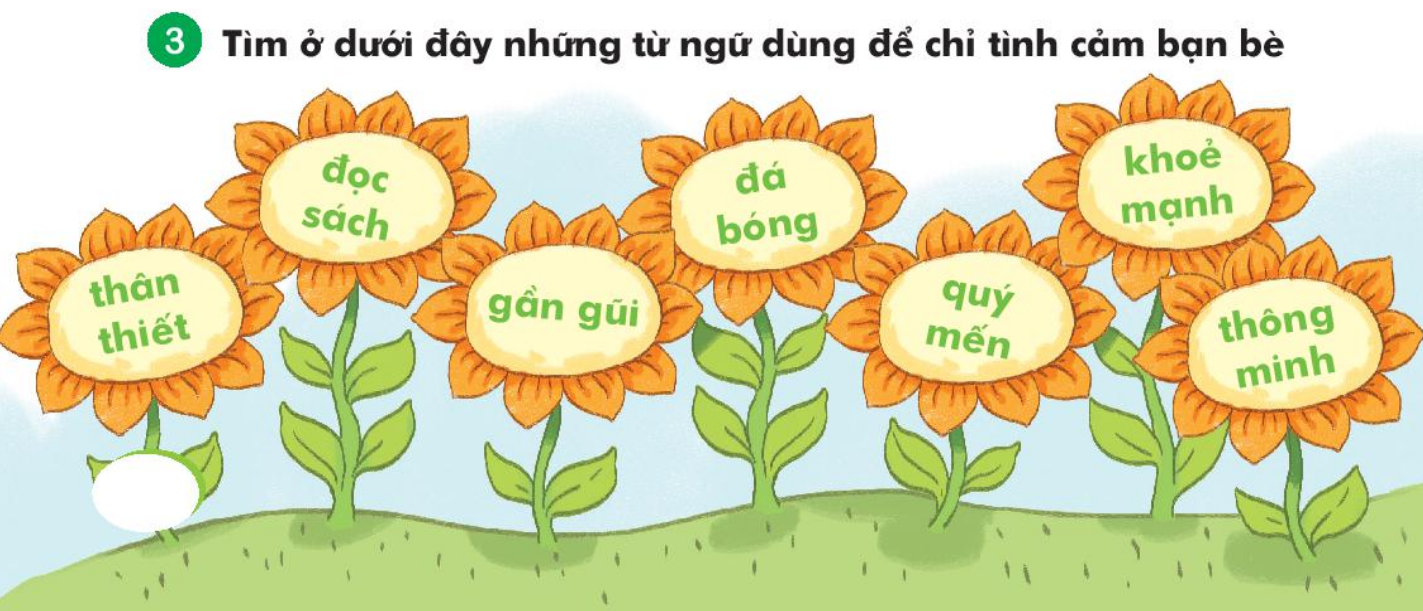 3 Tìm ở dưới đây những từ ngữ dùng để chỉ tình cảm bạn bè
thân
thiết
đọc
sách
gần gũi
đá
bóng
quý
mến
khoẻ
mạnh
thông
minh